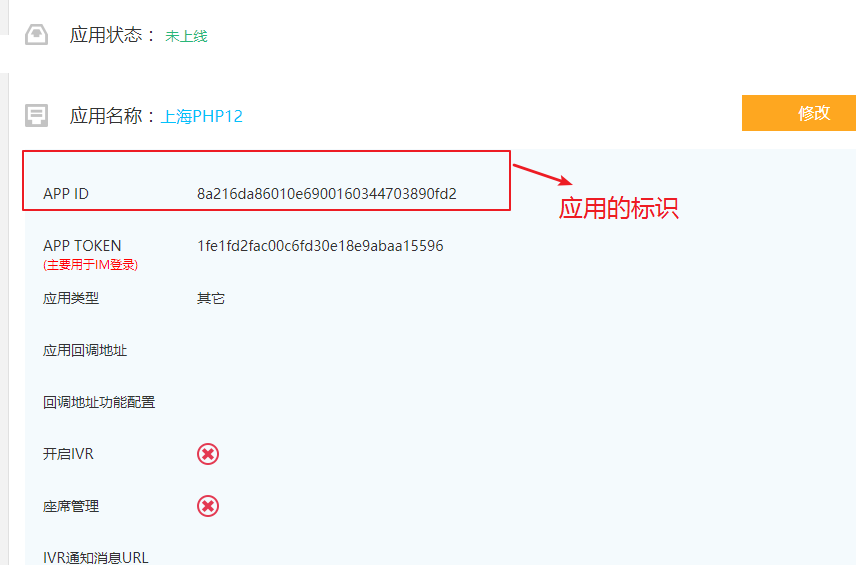 应用状态： 未上线
应用名称：上海PHP12
修改
APP ID 8a216da86010e6900160344703890fd2
应用的标识
APP TOKEN 1fe1fd2fac00c6fd30e18e9abaa15596
(主要用于IM登录)
应用类型 其它
应用回调地址
回调地址功能配置
开启IVR
座席管理
IVR通知消息URL